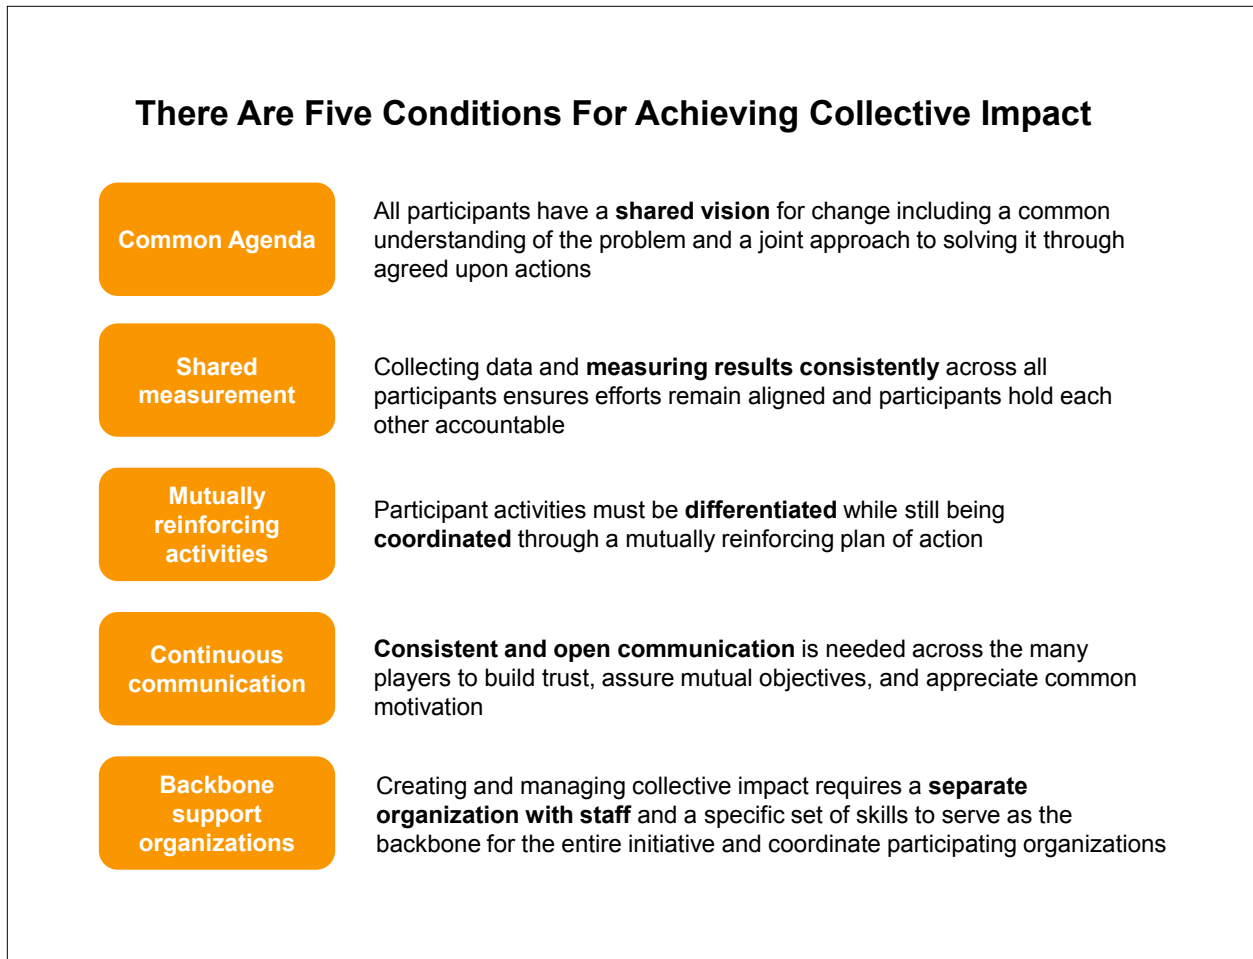 There Are Five Conditions For Achieving Collective Impact
Common Agenda
All participants have a shared vision for change including a common
understanding of the problem and a joint approach to solving it through
agreed upon actions
Shared
measurement
Collecting data and measuring results consistently across all
participants ensures efforts remain aligned and participants hold each
other accountable
Mutually
reinforcing
activities
Participant activities must be differentiated while still being
coordinated through a mutually reinforcing plan of action
Continuous
communication
Consistent and open communication is needed across the many
players to build trust, assure mutual objectives, and appreciate common
motivation
Backbone
support
organizations
Creating and managing collective impact requires a separate
organization with staff and a specific set of skills to serve as the
backbone for the entire initiative and coordinate participating organizations